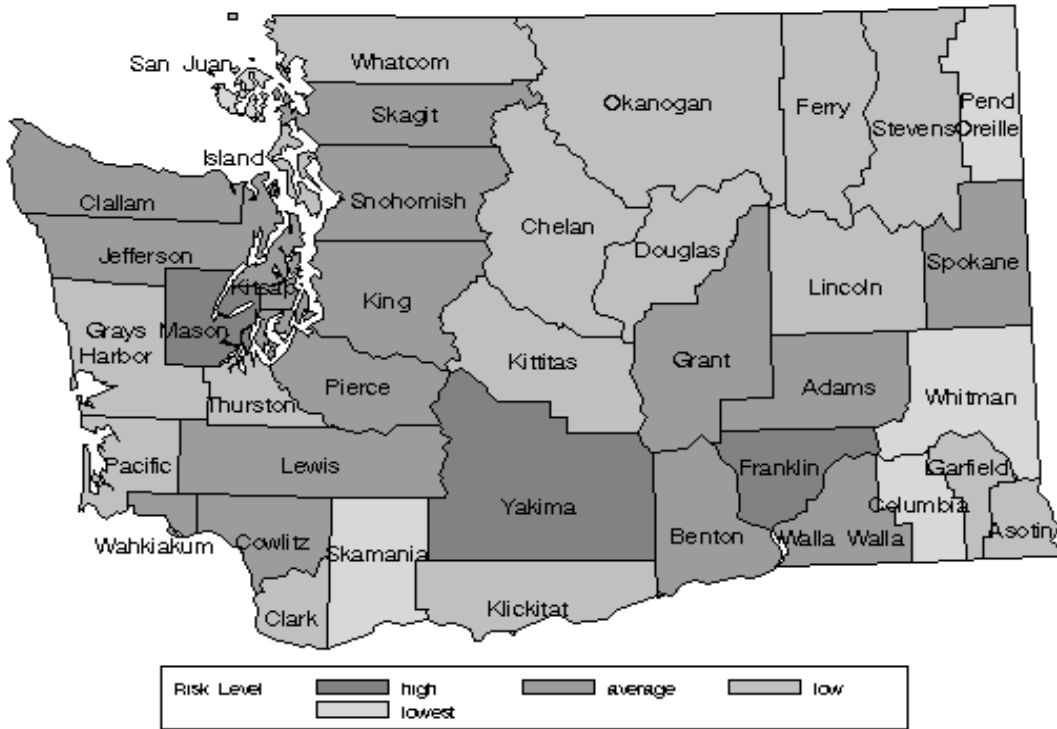 San Juan
Whatcom
Okanogan
Ferry
Stevens
Pend
Oreille
Skagit
Island
Clallam
Snohomish
Chelan
Douglas
Jefferson
Kitsap
King
Lincoln
Spokane
Grays
Harbor
Mason
Kittitas
Grant
Adams
Whitman
Thurston
Pierce
Pacific
Lewis
Yakima
Franklin
Garfield
Columbia
Asotin
Wahkiakum
Cowlitz
Skamania
Benton
Walla Walla
Clark
Klickitat
Risk Level high average low
lowest